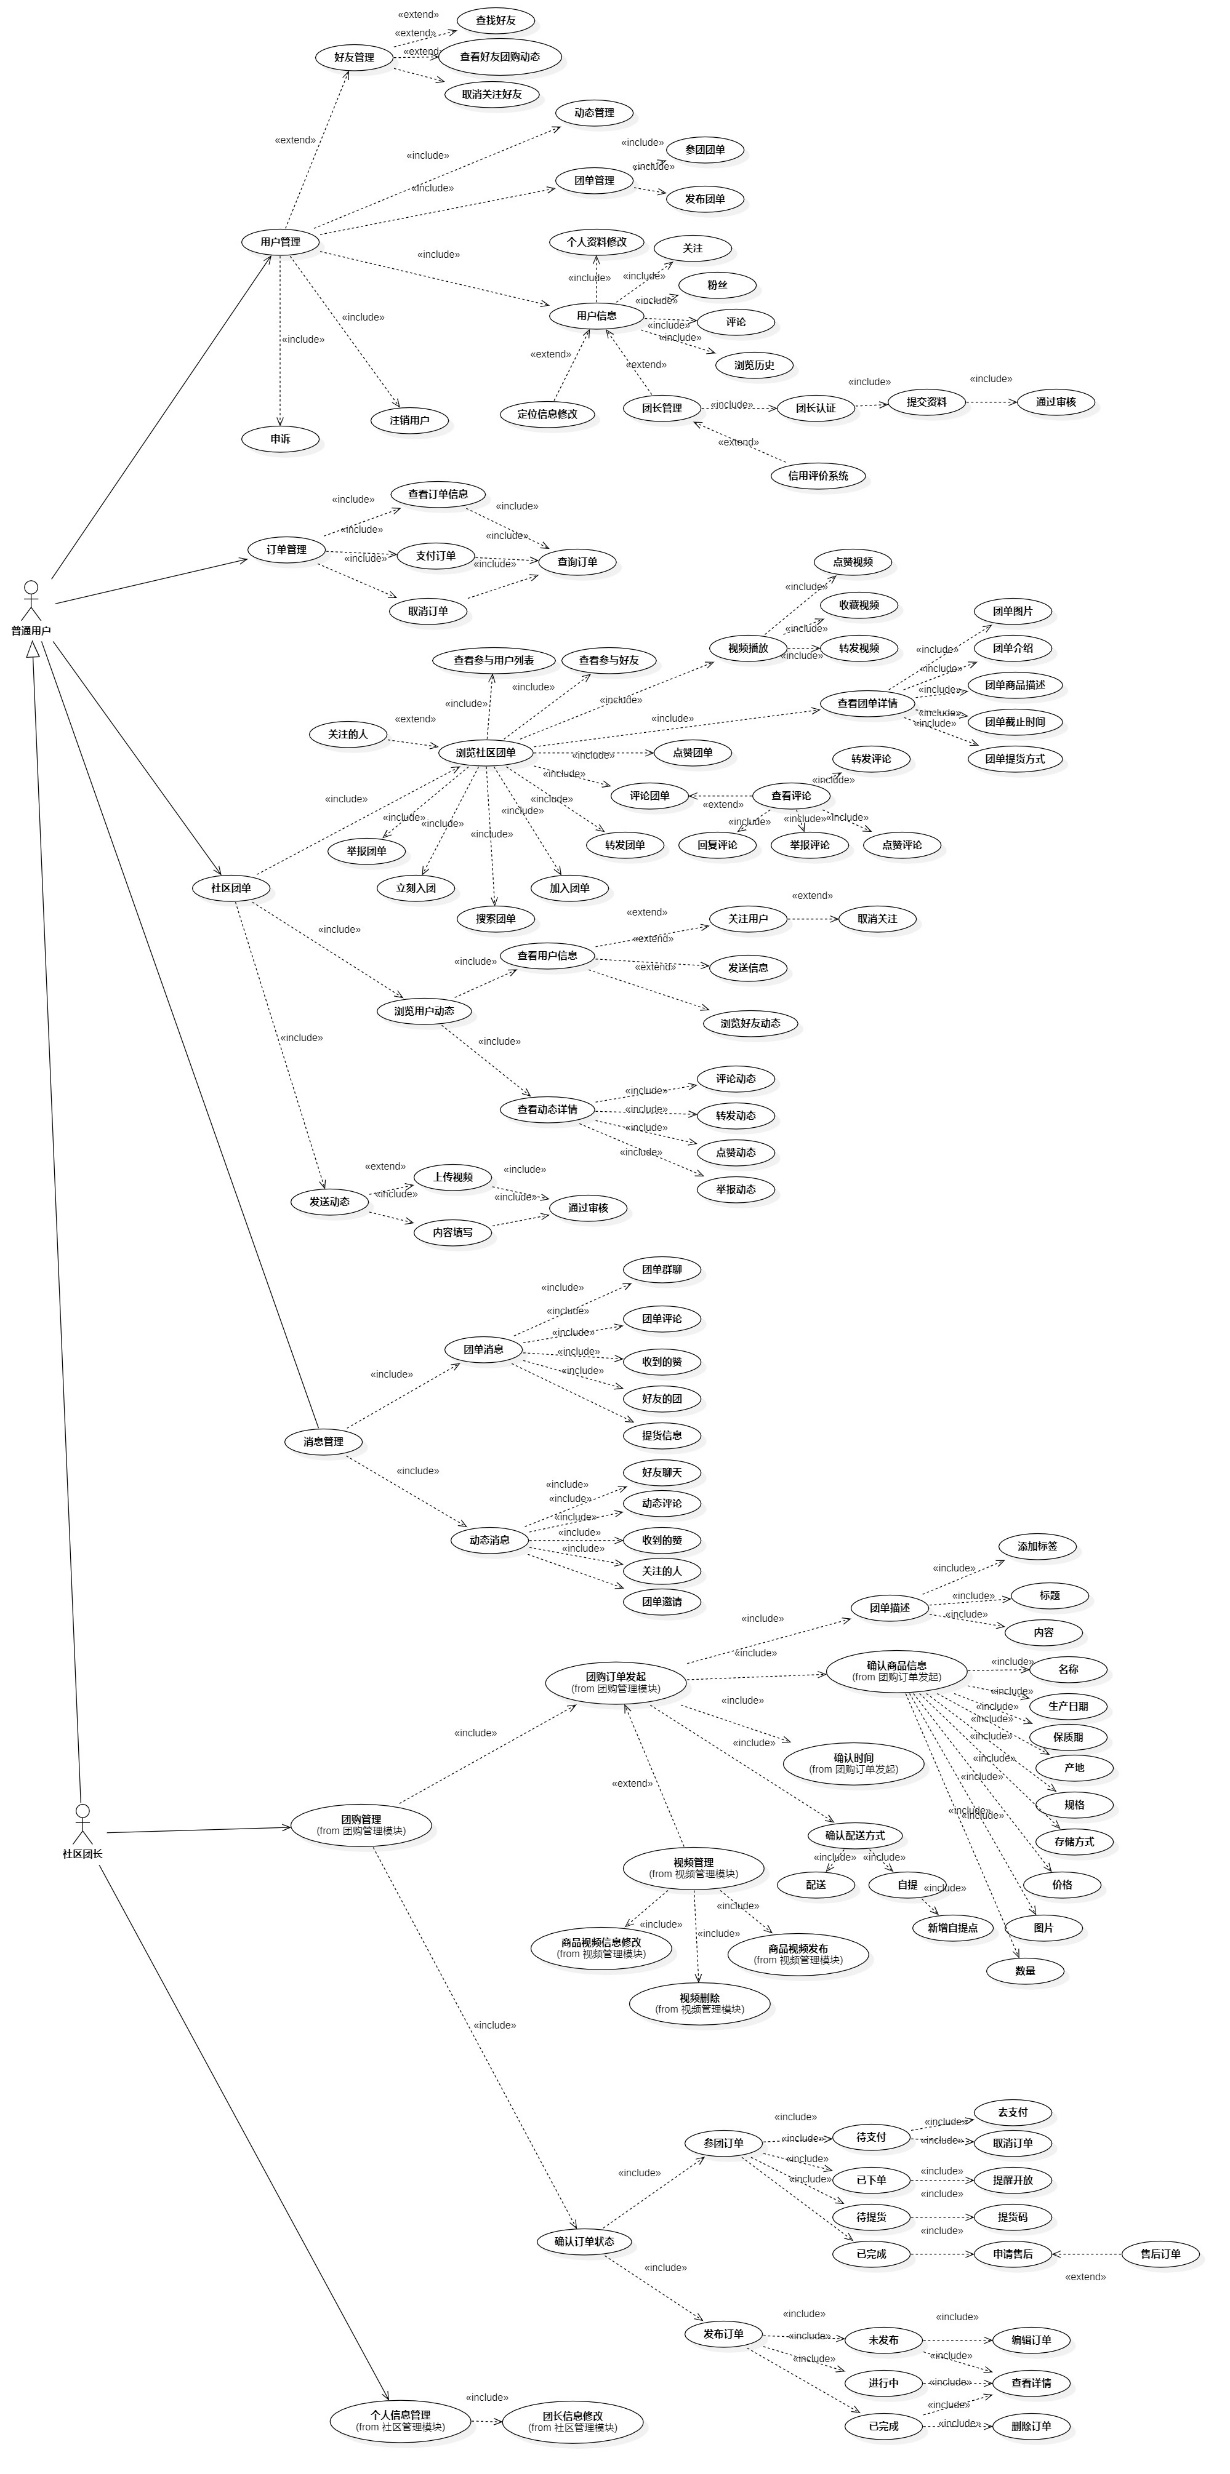 «extend»
查找好友
«extend»
好友管理
«extend»
查看好友团购动态
取消关注好友
动态管理
«extend»
«include»
«include»
参团团单
«include»
团单管理
«include»
发布团单
用户管理
个人资料修改
关注
«include»
«include»
«include»
粉丝
«include»
用户信息
评论
«include»
«include»
«include»
«include»
«extend»
«extend»
浏览历史
定位信息修改
团长管理
«include»
团长认证
«include»
提交资料
«include»
通过审核
注销用户
申诉
«extend»
信用评价系统
«include»
查看订单信息
«include»
«include»
订单管理
«include»
支付订单
«include»
«include»
查询订单
取消订单
普通用户
点赞视频
«include»
收藏视频
«include»
视频播放
«include»
转发视频
团单图片
«include»
团单介绍
«include»
团单商品描述
«include»
团单截止时间
«include»
团单提货方式
查看团单详情
«include»
查看参与用户列表
查看参与好友
«include»
«include»
«include»
关注的人
«extend»
浏览社区团单
«include»
点赞团单
«include»
评论团单
«extend»
查看评论
«include»
转发评论
«include»
«include»
«include»
回复评论
举报评论
点赞评论
«include»
«include»
«include»
«include»
«include»
«include»
转发团单
举报团单
立刻入团
搜索团单
加入团单
社区团单
«include»
«include»
查看用户信息
«extend»
关注用户
«extend»
取消关注
«extend»
发送信息
«extend»
浏览好友动态
浏览用户动态
«include»
«include»
查看动态详情
«include»
评论动态
«include»
转发动态
«include»
点赞动态
«include»
举报动态
发送动态
«extend»
上传视频
«include»
«include»
内容填写
«include»
通过审核
团单群聊
«include»
«include»
团单评论
团单消息
«include»
收到的赞
«include»
好友的团
«include»
提货信息
«include»
消息管理
«include»
好友聊天
«include»
«include»
动态评论
«include»
动态消息
«include»
收到的赞
«include»
关注的人
团单邀请
添加标签
«include»
标题
«include»
团单描述
«include»
内容
«include»
团购订单发起
(from 团购管理模块)
«include»
确认商品信息
(from 团购订单发起)
«include»
名称
«include»
生产日期
«include»
保质期
«include»
产地
«include»
规格
«include»
存储方式
«include»
价格
«include»
图片
数量
«include»
确认时间
(from 团购订单发起)
«include»
«include»
«extend»
确认配送方式
«include»
«include»
配送
自提
«include»
新增自提点
社区团长
团购管理
(from 团购管理模块)
视频管理
(from 视频管理模块)
«include»
«include»
«include»
商品视频信息修改
(from 视频管理模块)
商品视频发布
(from 视频管理模块)
视频删除
(from 视频管理模块)
«include»
去支付
«include»
«include»
待支付
参团订单
«include»
«include»
取消订单
«include»
已下单
«include»
提醒开放
«include»
待提货
«include»
提货码
«include»
已完成
«include»
申请售后
售后订单
«extend»
确认订单状态
«include»
«include»
发布订单
«include»
未发布
«include»
编辑订单
«include»
«include»
«include»
进行中
«include»
查看详情
«include»
已完成
«include»
删除订单
个人信息管理
(from 社区管理模块)
«include»
团长信息修改
(from 社区管理模块)